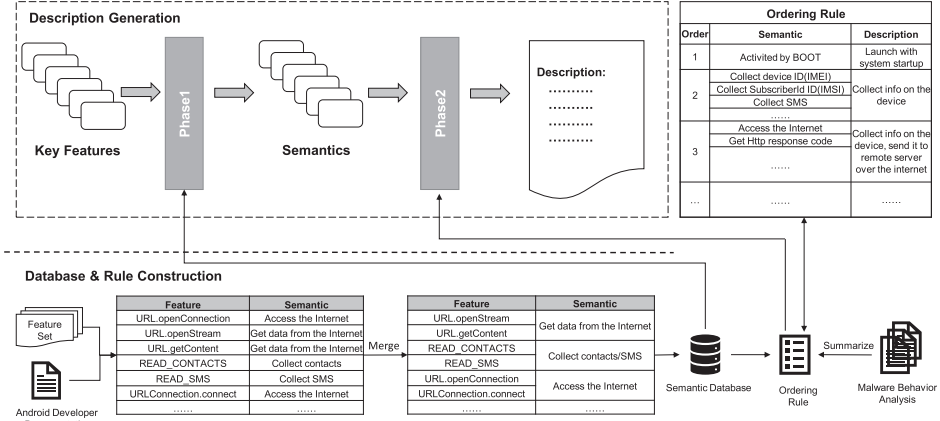 Description Generation
Key Features
Phase1
Semantics
Phase2
Description:
..........
..........
..........
..........
Ordering Rule
Order
Semantic
Description
1
Activited by BOOT
Launch with
system startup
2
Collect device ID(IMEI)
Collect SubscriberId ID(IMSI)
Collect SMS
......
Collect info on the
device
3
Access the Internet
Get Http response code
......
Collect info on the
device, send it to
remote server
over the internet
...
......
......
Database & Rule Construction
Feature
Set
Android Developer
Feature
Semantic
URL.openConnection
Access the Internet
URL.openStream
Get data from the Internet
URL.getContent
Get data from the Internet
READ_CONTACTS
Collect contacts
READ_SMS
Collect SMS
URLConnection.connect
Access the Internet
......
......
Merge
Feature
Semantic
URL.openStream
URL.getContent
Get data from the Internet
READ_CONTACTS
READ_SMS
Collect contacts/SMS
URL.openConnection
URLConnection.connect
Access the Internet
......
......
Semantic Database
Ordering
Rule
Summarize
Malware Behavior
Analysis